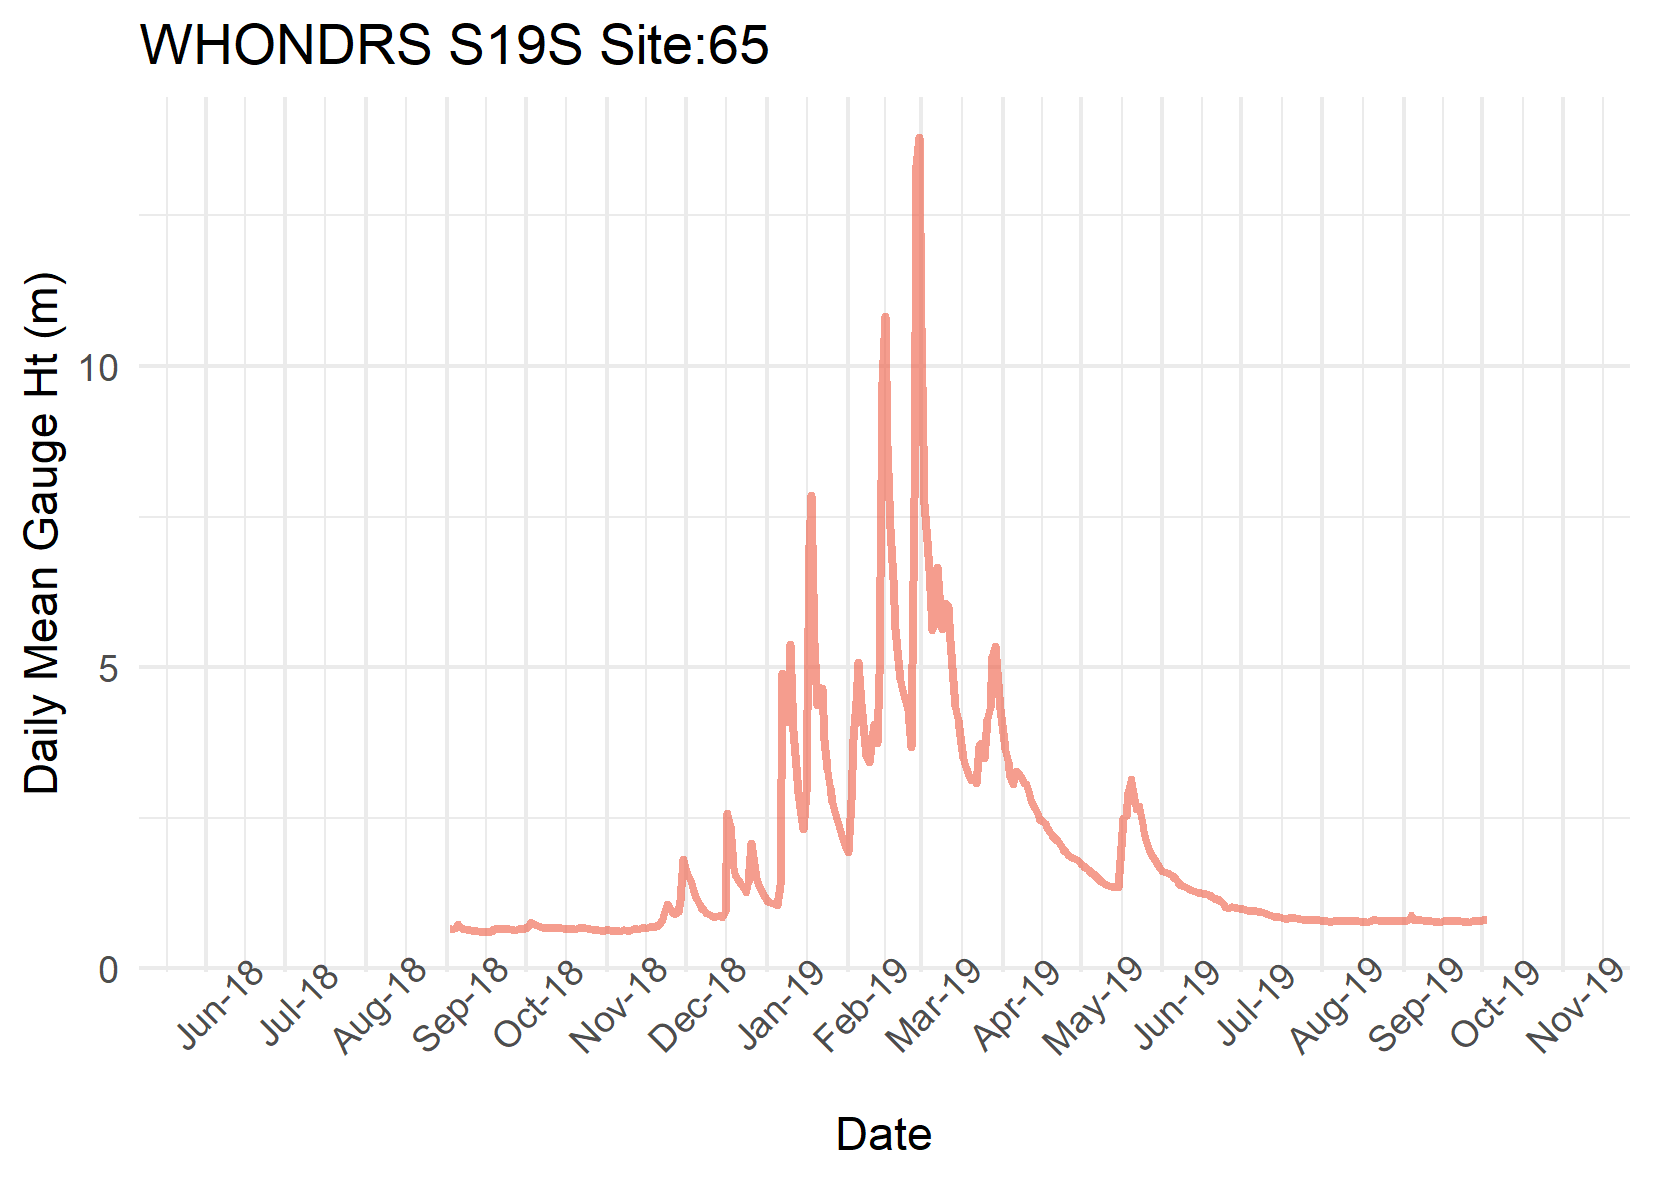 WHONDRS S19S Site:65
Daily Mean Gauge Ht (m)
10
5
0
Jun-18
Jul-18
Aug-18
Sep-18
Oct-18
Nov-18
Dec-18
Jan-19
Feb-19
Mar-19
Apr-19
May-19
Jun-19
Jul-19
Aug-19
Sep-19
Oct-19
Nov-19
Date